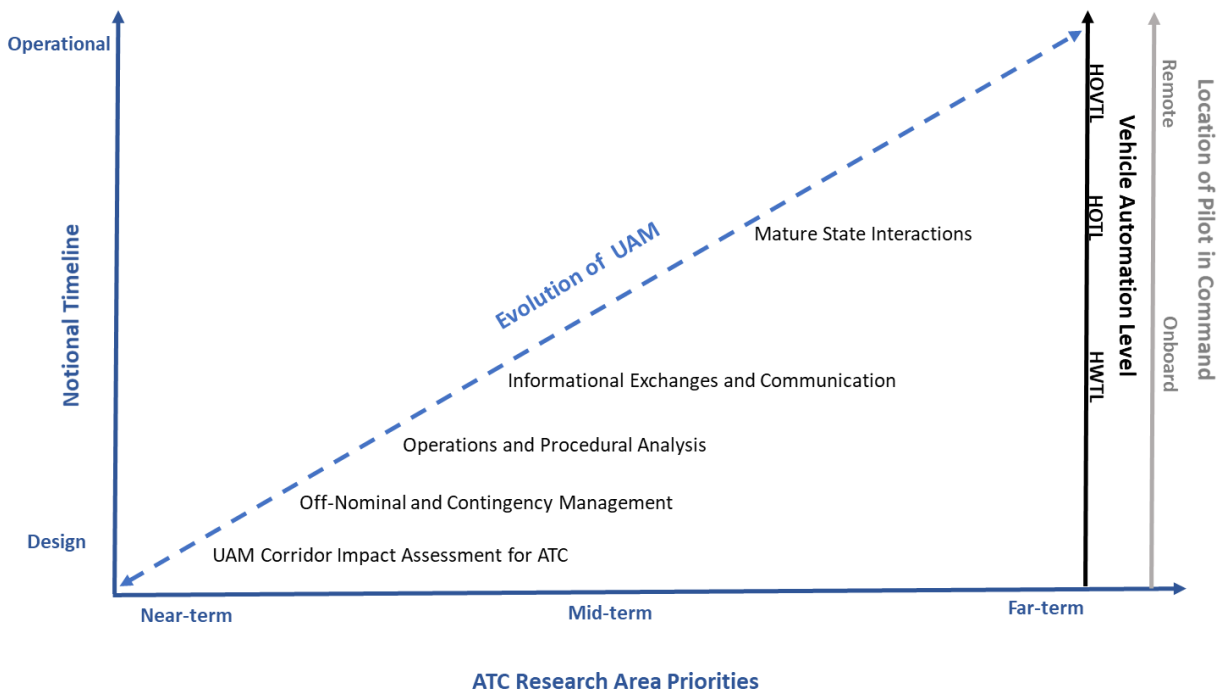 Operational
Notional Timeline
Design
Evolution of UAM
Mature State Interactions
Informational Exchanges and Communication
Operations and Procedural Analysis
Off-Nominal and Contingency Management
UAM Corridor Impact Assessment for ATC
HOVTL
HOTL
HWTL
Vehicle Automation Level
Remote
Onboard
Location of Pilot in Command
Near-term
Mid-term
Far-term
ATC Research Area Priorities